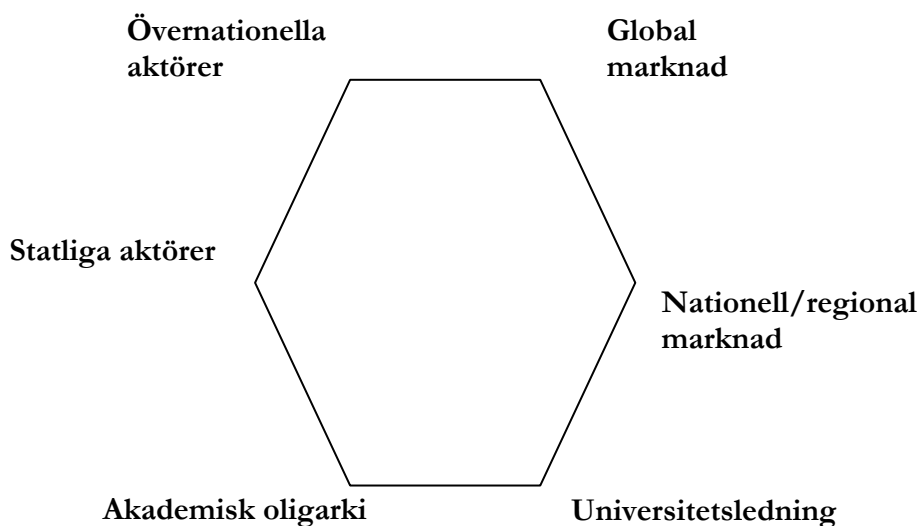 Övernationella
aktörer
Global
marknad
Statliga aktörer
Nationell/regional
marknad
Akademisk oligarki
Universitetsledning